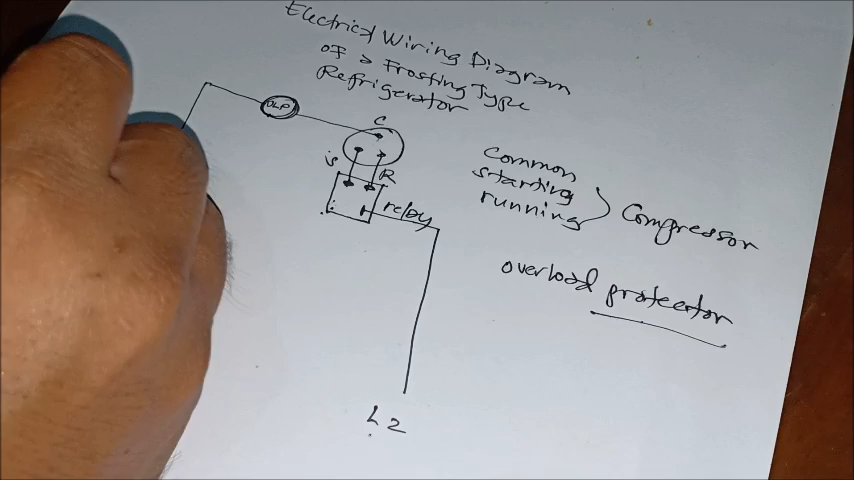 Electrical Wiring Diagram
of a Frosting Type
Refrigerator
OLP
C
S
R
relay
common
starting
running
Compressor
overload protector
L2